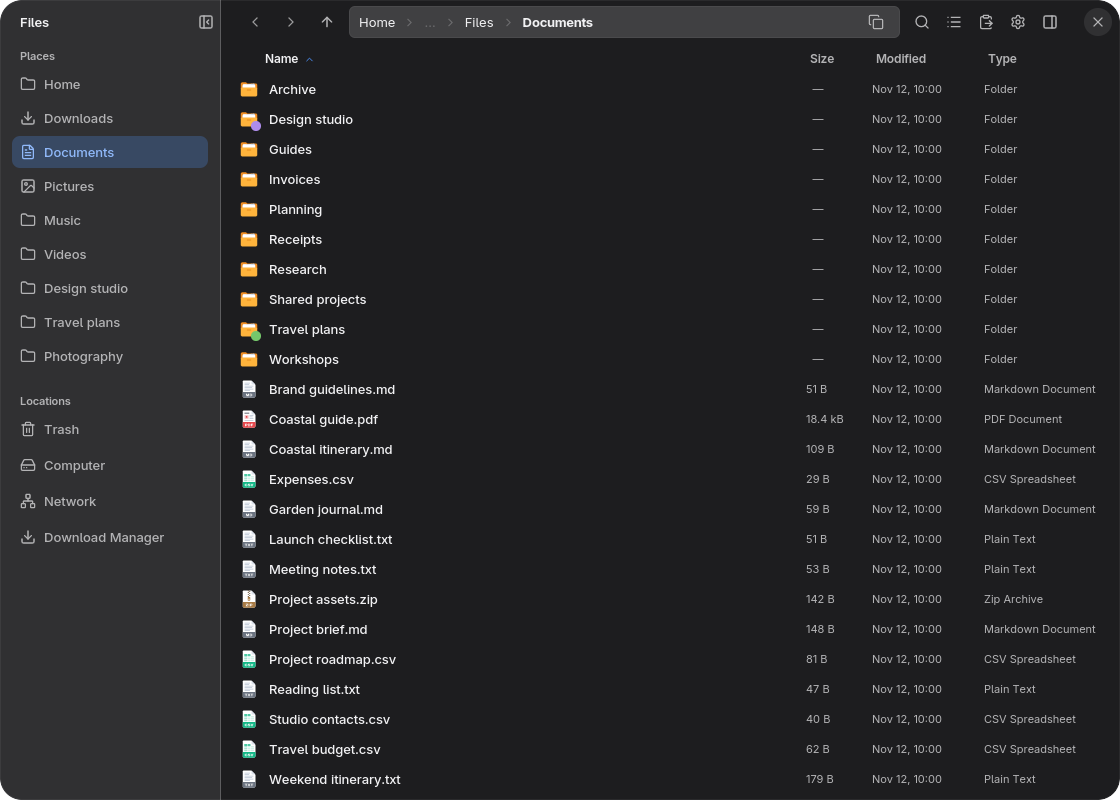 Files
Home … Files Documents
Places
Home
Downloads
Documents
Pictures
Music
Videos
Design studio
Travel plans
Photography
Locations
Trash
Computer
Network
Download Manager
Name Size Modified Type
Archive — Nov 12, 10:00 Folder
Design studio — Nov 12, 10:00 Folder
Guides — Nov 12, 10:00 Folder
Invoices — Nov 12, 10:00 Folder
Planning — Nov 12, 10:00 Folder
Receipts — Nov 12, 10:00 Folder
Research — Nov 12, 10:00 Folder
Shared projects — Nov 12, 10:00 Folder
Travel plans — Nov 12, 10:00 Folder
Workshops — Nov 12, 10:00 Folder
Brand guidelines.md 51 B Nov 12, 10:00 Markdown Document
Coastal guide.pdf 18.4 kB Nov 12, 10:00 PDF Document
Coastal itinerary.md 109 B Nov 12, 10:00 Markdown Document
Expenses.csv 29 B Nov 12, 10:00 CSV Spreadsheet
Garden journal.md 59 B Nov 12, 10:00 Markdown Document
Launch checklist.txt 51 B Nov 12, 10:00 Plain Text
Meeting notes.txt 53 B Nov 12, 10:00 Plain Text
Project assets.zip 142 B Nov 12, 10:00 Zip Archive
Project brief.md 148 B Nov 12, 10:00 Markdown Document
Project roadmap.csv 81 B Nov 12, 10:00 CSV Spreadsheet
Reading list.txt 47 B Nov 12, 10:00 Plain Text
Studio contacts.csv 40 B Nov 12, 10:00 CSV Spreadsheet
Travel budget.csv 62 B Nov 12, 10:00 CSV Spreadsheet
Weekend itinerary.txt 179 B Nov 12, 10:00 Plain Text